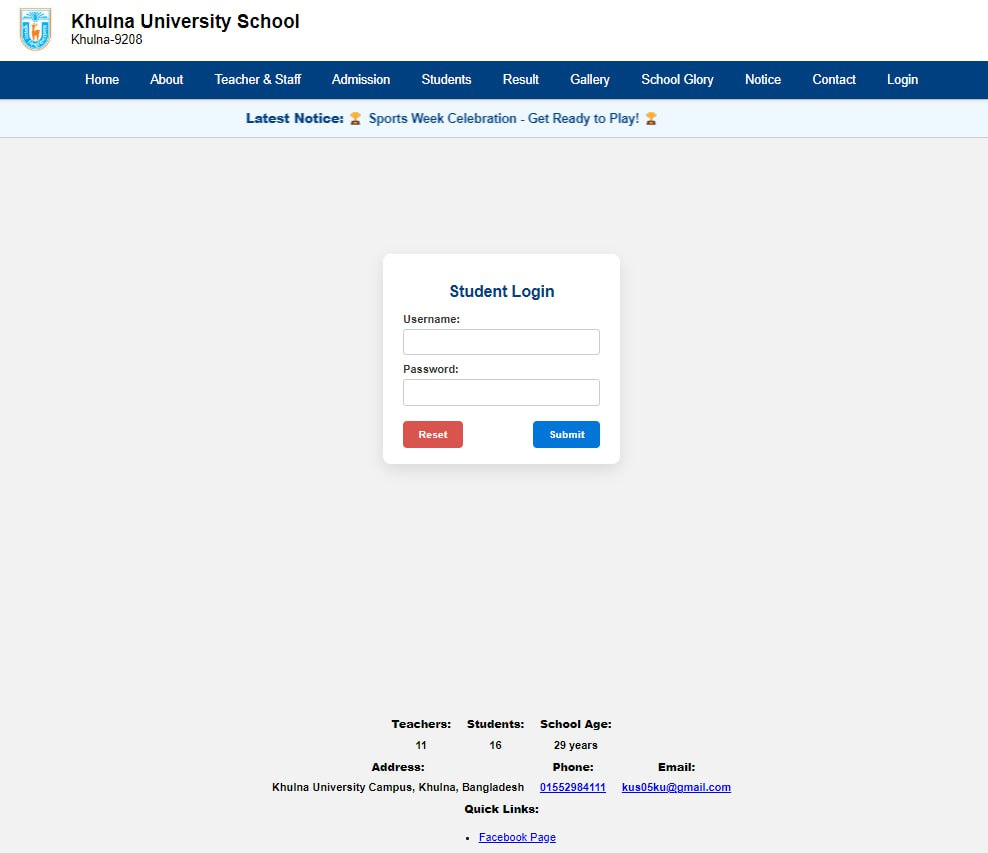 Khulna University School
Khulna-9208
Home About Teacher & Staff Admission Students Result Gallery School Glory Notice Contact Login
Latest Notice: 🏆 Sports Week Celebration - Get Ready to Play! 🏆
Student Login
Username:
Password:
Reset Submit
Teachers: Students: School Age:
11 16 29 years
Address: Phone: Email:
Khulna University Campus, Khulna, Bangladesh 01552984111 kus05ku@gmail.com
Quick Links:
• Facebook Page